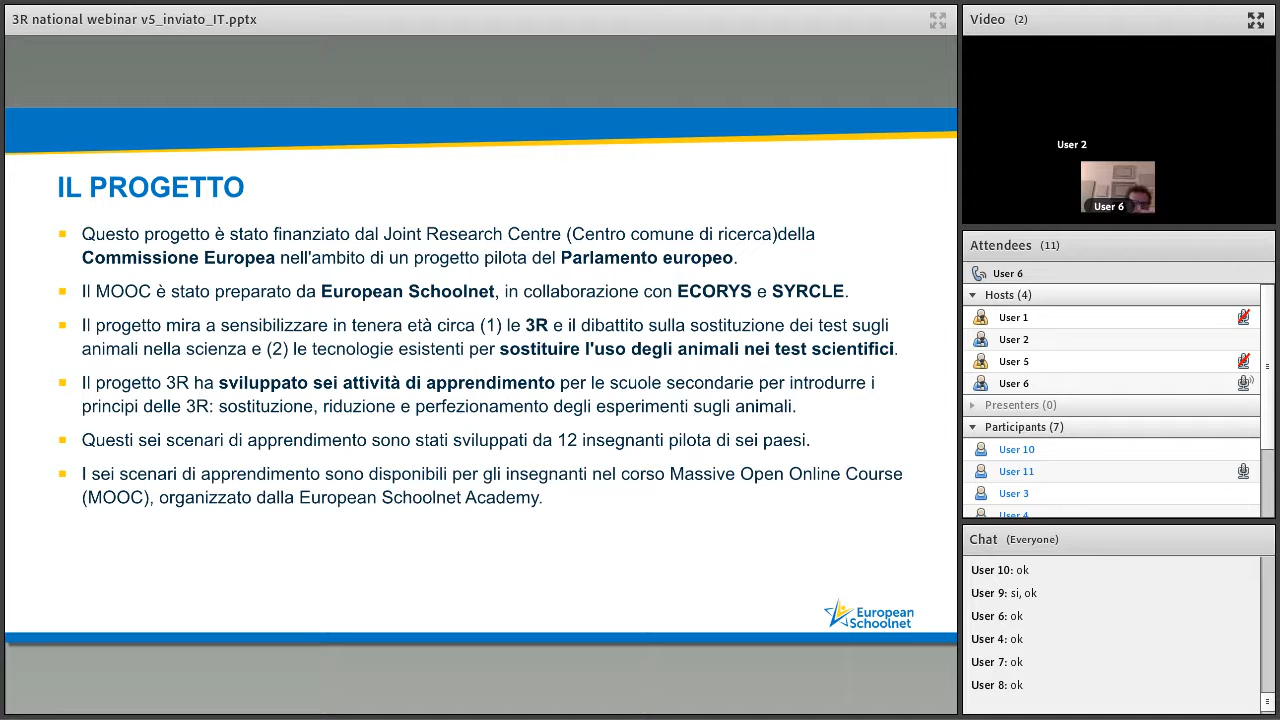 3R national webinar v5_inviato_IT.pptx
IL PROGETTO
Questo progetto è stato finanziato dal Joint Research Centre (Centro comune di ricerca)della
Commissione Europea nell'ambito di un progetto pilota del Parlamento europeo.
Il MOOC è stato preparato da European Schoolnet, in collaborazione con ECORYS e SYRCLE.
Il progetto mira a sensibilizzare in tenera età circa (1) le 3R e il dibattito sulla sostituzione dei test sugli
animali nella scienza e (2) le tecnologie esistenti per sostituire l'uso degli animali nei test scientifici.
Il progetto 3R ha sviluppato sei attività di apprendimento per le scuole secondarie per introdurre i
principi delle 3R: sostituzione, riduzione e perfezionamento degli esperimenti sugli animali.
Questi sei scenari di apprendimento sono stati sviluppati da 12 insegnanti pilota di sei paesi.
I sei scenari di apprendimento sono disponibili per gli insegnanti nel corso Massive Open Online Course
(MOOC), organizzato dalla European Schoolnet Academy.
European
Schoolnet
Video (2)
User 2
User 6
Attendees (11)
User 6
Hosts (4)
User 1
User 2
User 5
User 6
Presenters (0)
Participants (7)
User 10
User 11
User 3
User 4
Chat (Everyone)
User 10: ok
User 9: si, ok
User 6: ok
User 4: ok
User 7: ok
User 8: ok